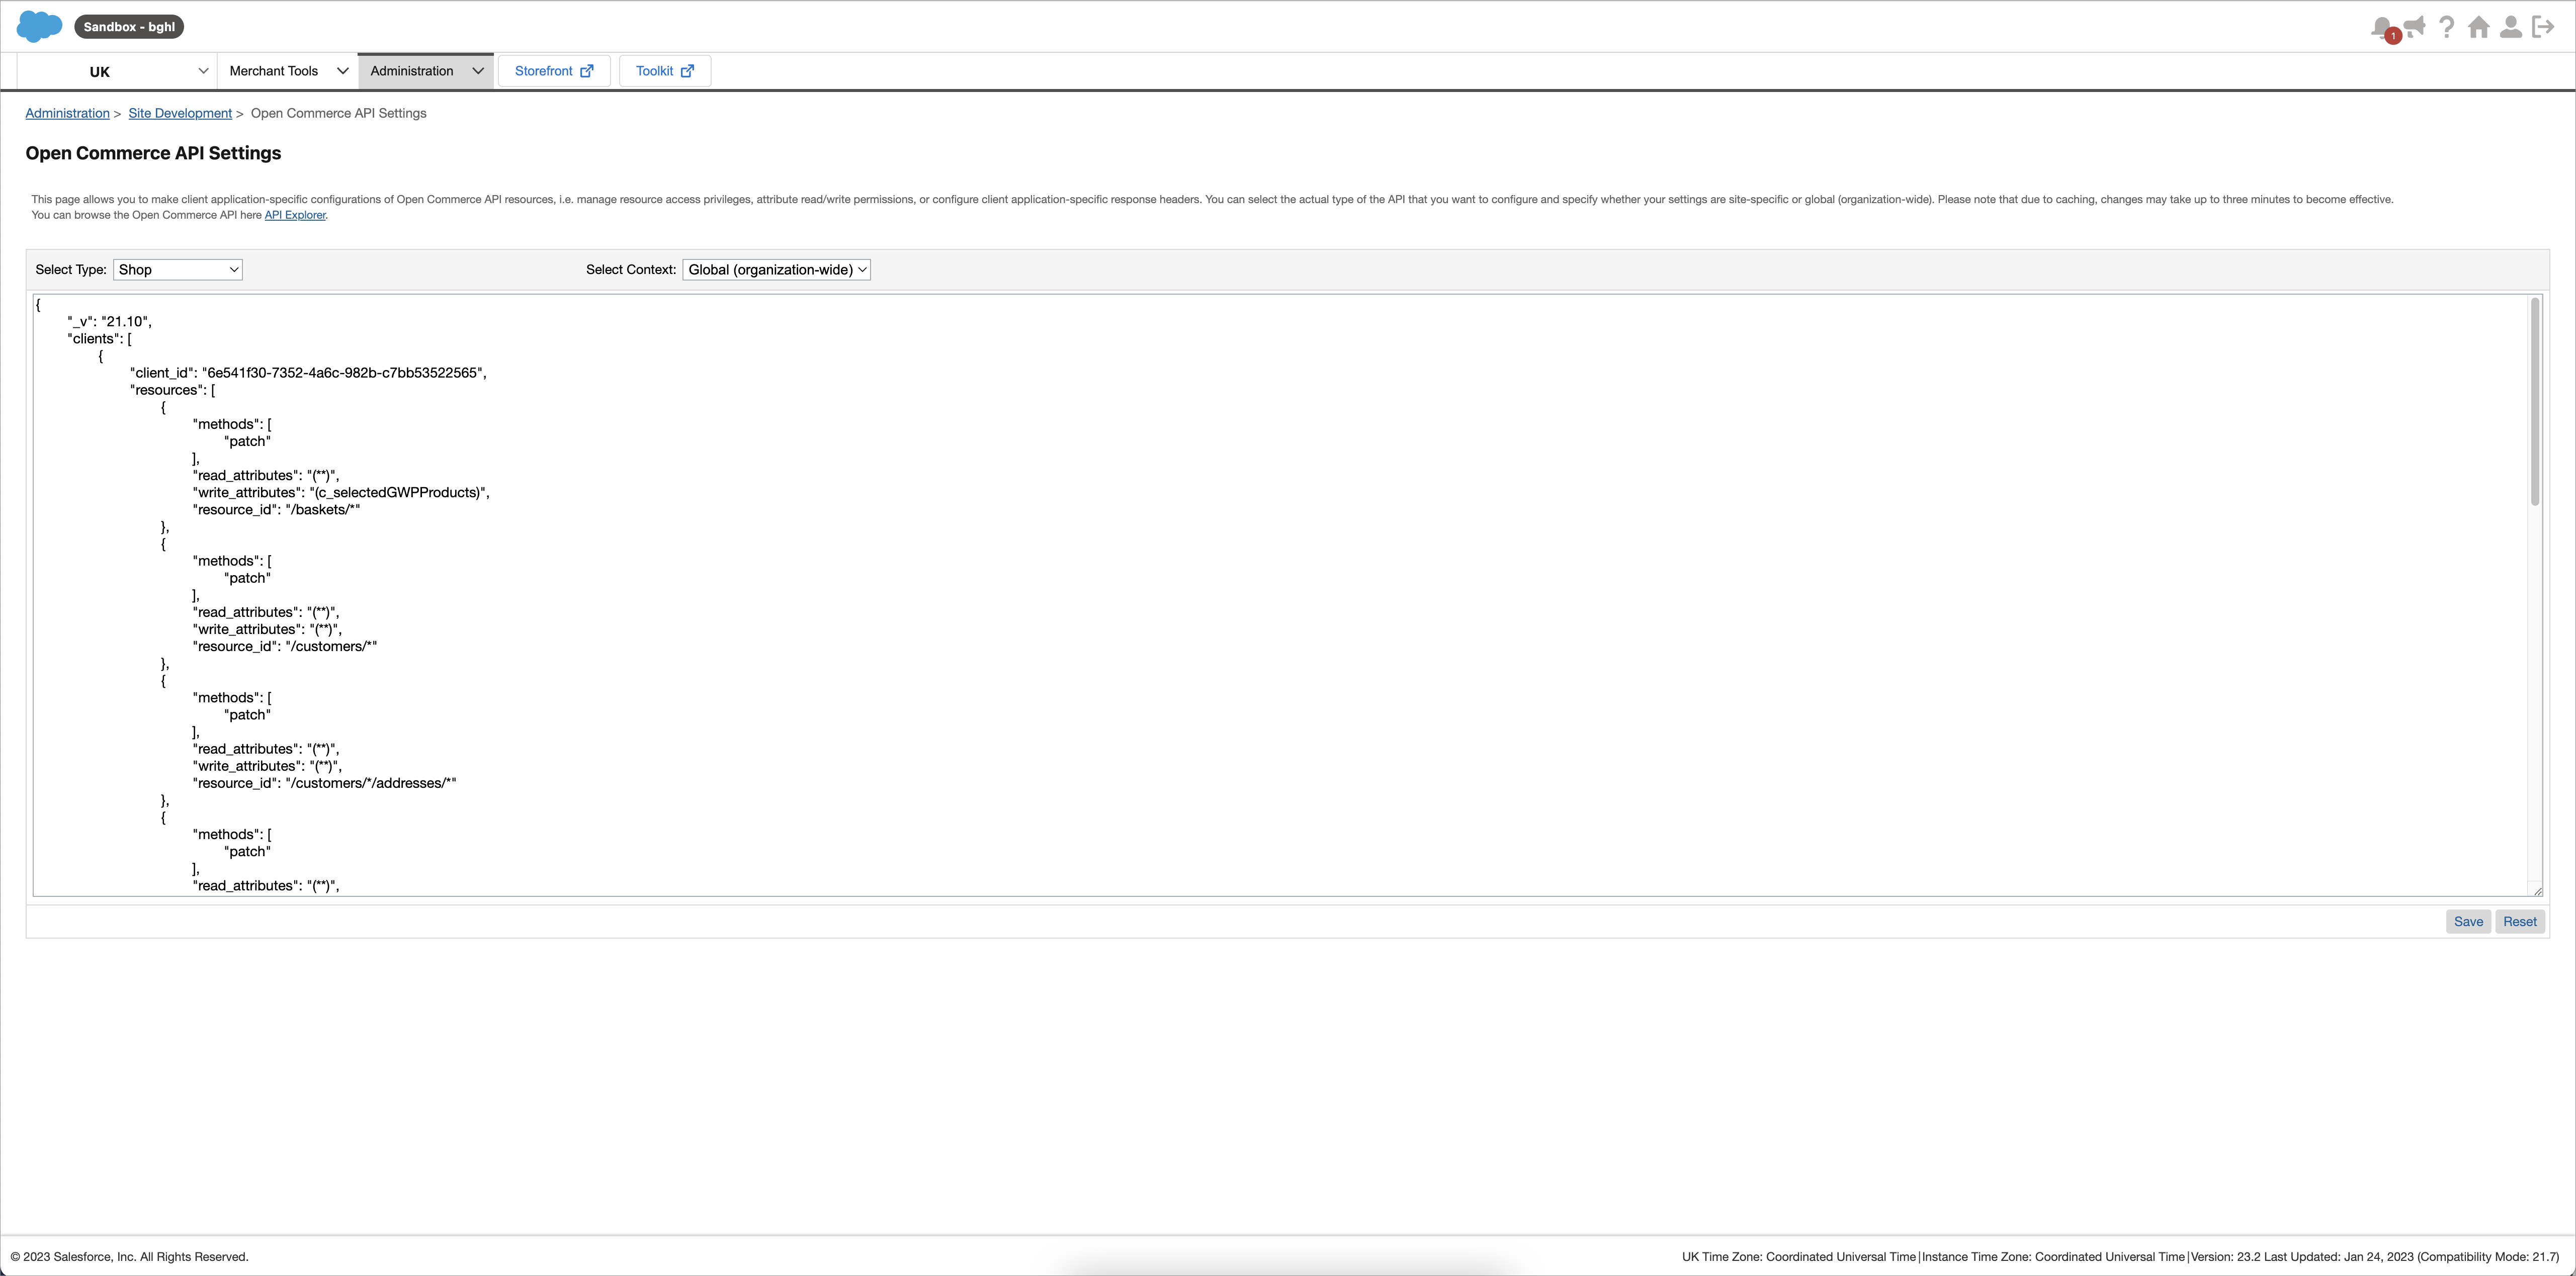 Sandbox - bghl
1
UK Merchant Tools Administration Storefront Toolkit
Administration > Site Development > Open Commerce API Settings
Open Commerce API Settings
This page allows you to make client application-specific configurations of Open Commerce API resources, i.e. manage resource access privileges, attribute read/write permissions, or configure client application-specific response headers. You can select the actual type of the API that you want to configure and specify whether your settings are site-specific or global (organization-wide). Please note that due to caching, changes may take up to three minutes to become effective.
You can browse the Open Commerce API here API Explorer.
Select Type: Shop Select Context: Global (organization-wide)
{
"_v": "21.10",
"clients": [
{
"client_id": "6e541f30-7352-4a6c-982b-c7bb53522565",
"resources": [
{
"methods": [
"patch"
],
"read_attributes": "(**)",
"write_attributes": "(c_selectedGWPProducts)",
"resource_id": "/baskets/*"
},
{
"methods": [
"patch"
],
"read_attributes": "(**)",
"write_attributes": "(**)",
"resource_id": "/customers/*"
},
{
"methods": [
"patch"
],
"read_attributes": "(**)",
"write_attributes": "(**)",
"resource_id": "/customers/*/addresses/*"
},
{
"methods": [
"patch"
],
"read_attributes": "(**)",
Save Reset
© 2023 Salesforce, Inc. All Rights Reserved. UK Time Zone: Coordinated Universal Time | Instance Time Zone: Coordinated Universal Time | Version: 23.2 Last Updated: Jan 24, 2023 (Compatibility Mode: 21.7)